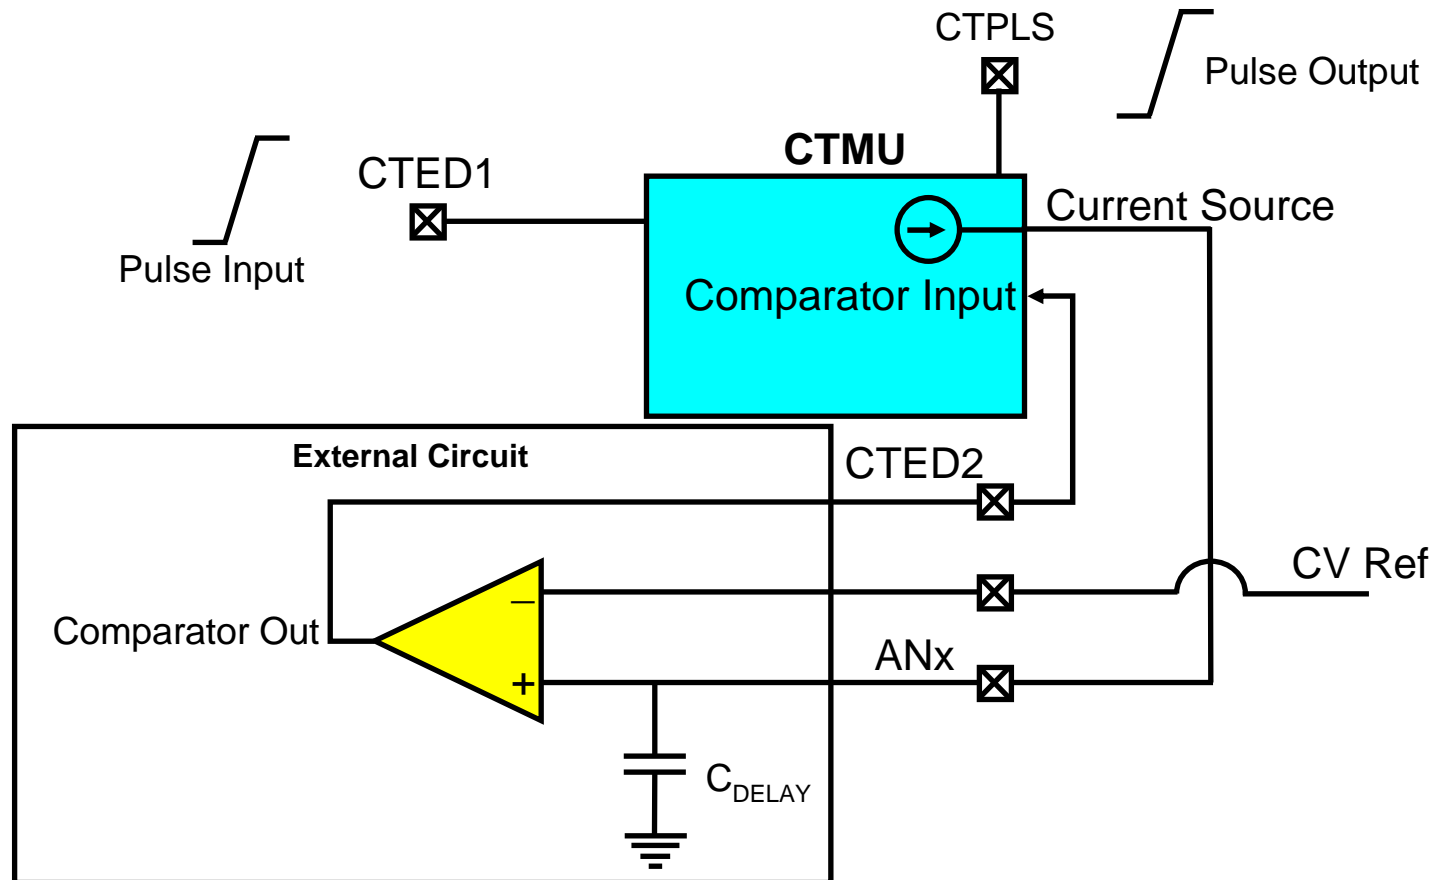 CTPLS
Pulse Output
CTMU
CTED1
Current Source
Pulse Input
Comparator Input
External Circuit
CTED2
CV Ref
–
Comparator Out
ANx
+
C_DELAY